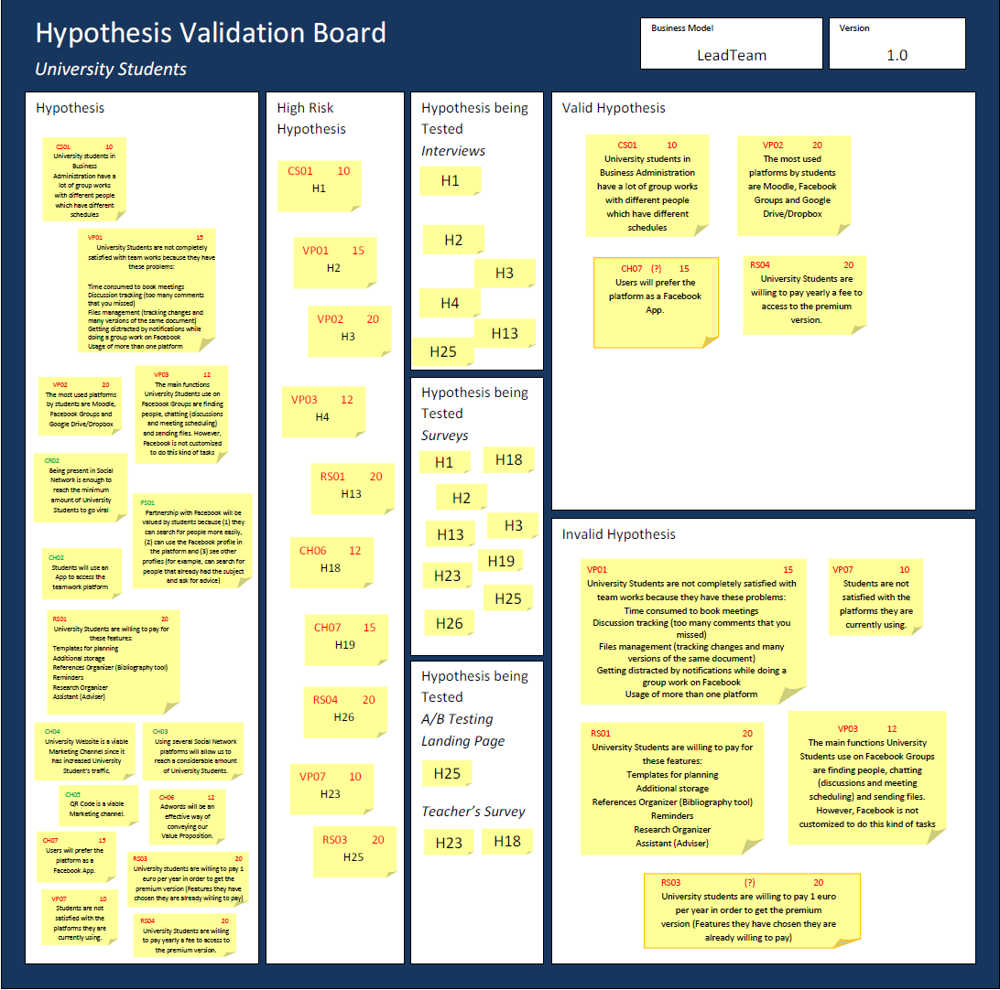 Hypothesis Validation Board
University Students
Business Model
LeadTeam
Version
1.0
Hypothesis
CS01 10
University students in
Business
Administration have a
lot of group works
with different people
which have different
schedules
VP01 15
University Students are not completely
satisfied with team works because they have
these problems:
Time consumed to book meetings
Discussion tracking (too many comments
that you missed)
Files management (tracking changes and
many versions of the same document)
Getting distracted by notifications while
doing a group work on Facebook
Usage of more than one platform
VP02 20
The most used platforms
by students are Moodle,
Facebook Groups and
Google Drive/Dropbox
VP03 12
The main functions
University Students use on
Facebook Groups are finding
people, chatting (discussions
and meeting scheduling)
and sending files. However,
Facebook is not customized
to do this kind of tasks
CR02
Being present in Social
Network is enough to
reach the minimum
amount of University
Students to go viral
PS01
Partnership with Facebook will be
valued by students because (1) they
can search for people more easily,
(2) can use the Facebook profile in
the platform and (3) see other
profiles (for example, can search for
people that already had the subject
and ask for advice)
CH02
Students will use an
App to access the
teamwork platform
RS01 20
University Students are willing to pay for
these features:
Templates for planning
Additional storage
References Organizer (Bibliography tool)
Reminders
Research Organizer
Assistant (Adviser)
CH04
University Website is a viable
Marketing Channel since it
has increased University
Student's traffic.
CH03
Using several Social Network
platforms will allow us to
reach a considerable amount
of University Students.
CH05
QR Code is a viable
Marketing channel.
CH06 12
Adwords will be an
effective way of
conveying our
Value Proposition.
CH07 15
Users will prefer the
platform as a
Facebook App.
RS03 20
University students are willing to pay 1
euro per year in order to get the
premium version (Features they have
chosen they are already willing to pay)
VP07 10
Students are not
satisfied with the
platforms they are
currently using.
RS04 20
University Students are willing
to pay yearly a fee to access to
the premium version.
High Risk
Hypothesis
CS01 10
H1
VP01 15
H2
VP02 20
H3
VP03 12
H4
RS01 20
H13
CH06 12
H18
CH07 15
H19
RS04 20
H26
VP07 10
H23
RS03 20
H25
Hypothesis being
Tested
Interviews
H1
H2
H3
H4
H13
H25
Hypothesis being
Tested
Surveys
H1
H18
H2
H3
H13
H19
H23
H25
H26
Hypothesis being
Tested
A/B Testing
Landing Page
H25
Teacher's Survey
H23
H18
Valid Hypothesis
CS01 10
University students in
Business Administration
have a lot of group works
with different people
which have different
schedules
VP02 20
The most used
platforms by students
are Moodle, Facebook
Groups and Google
Drive/Dropbox
CH07 (?) 15
Users will prefer the
platform as a Facebook
App.
RS04 20
University Students are
willing to pay yearly a fee to
access to the premium
version.
Invalid Hypothesis
VP01 15
University Students are not completely satisfied with
team works because they have these problems:
Time consumed to book meetings
Discussion tracking (too many comments that you
missed)
Files management (tracking changes and many
versions of the same document)
Getting distracted by notifications while doing a
group work on Facebook
Usage of more than one platform
VP07 10
Students are not
satisfied with the
platforms they are
currently using.
RS01 20
University Students are willing to pay for
these features:
Templates for planning
Additional storage
References Organizer (Bibliography tool)
Reminders
Research Organizer
Assistant (Adviser)
VP03 12
The main functions University
Students use on Facebook Groups
are finding people, chatting
(discussions and meeting
scheduling) and sending files.
However, Facebook is not
customized to do this kind of tasks
RS03 (?) 20
University students are willing to pay 1 euro
per year in order to get the premium
version (Features they have chosen they are
already willing to pay)